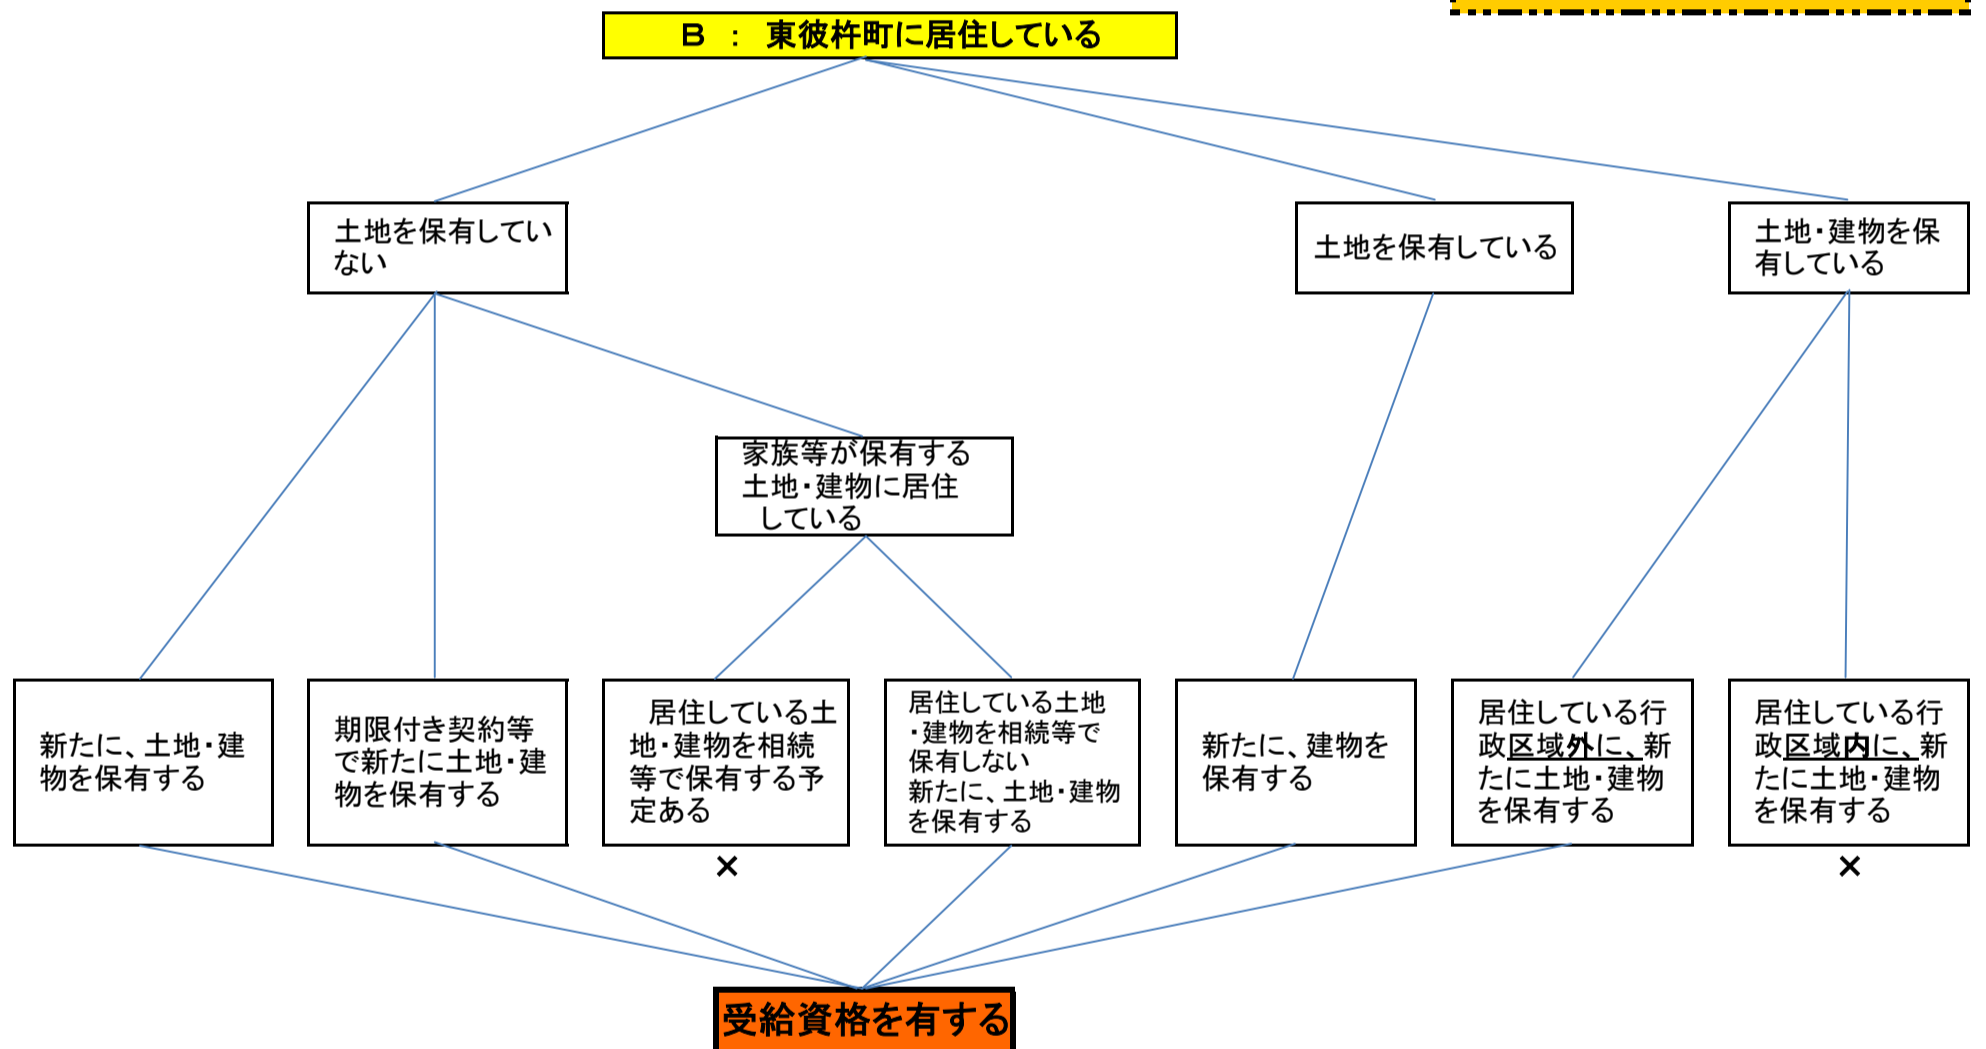 B : 東彼杵町に居住している
土地を保有してい
ない
土地を保有している
土地・建物を保
有している
家族等が保有する
土地・建物に居住
している
新たに、土地・建
物を保有する
期限付き契約等
で新たに土地・建
物を保有する
居住している土
地・建物を相続
等で保有する予
定ある
居住している土地
・建物を相続等で
保有しない
新たに、土地・建物
を保有する
新たに、建物を
保有する
居住している行
政区域外に、新
たに土地・建物
を保有する
居住している行
政区域内に、新
たに土地・建物
を保有する
×
×
受給資格を有する